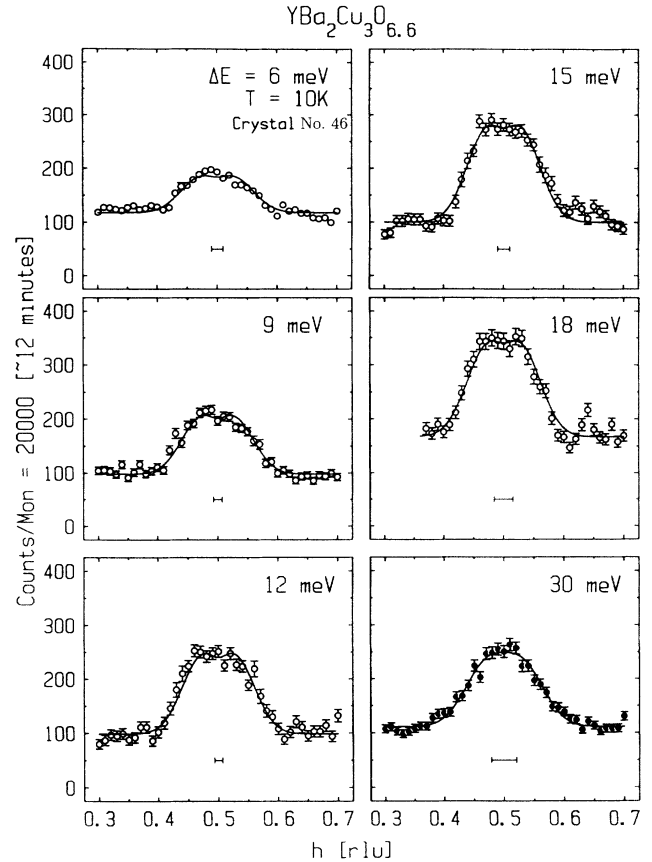 YBa2Cu3O6.6
ΔE = 6 meV
T = 10K
Crystal No. 46
15 meV
400
300
200
100
0
9 meV
18 meV
400
300
200
100
0
12 meV
30 meV
400
300
200
100
0
0.3 0.4 0.5 0.6 0.7 0.3 0.4 0.5 0.6 0.7
h [rlu]
Counts/Mon = 20000 [~12 minutes]